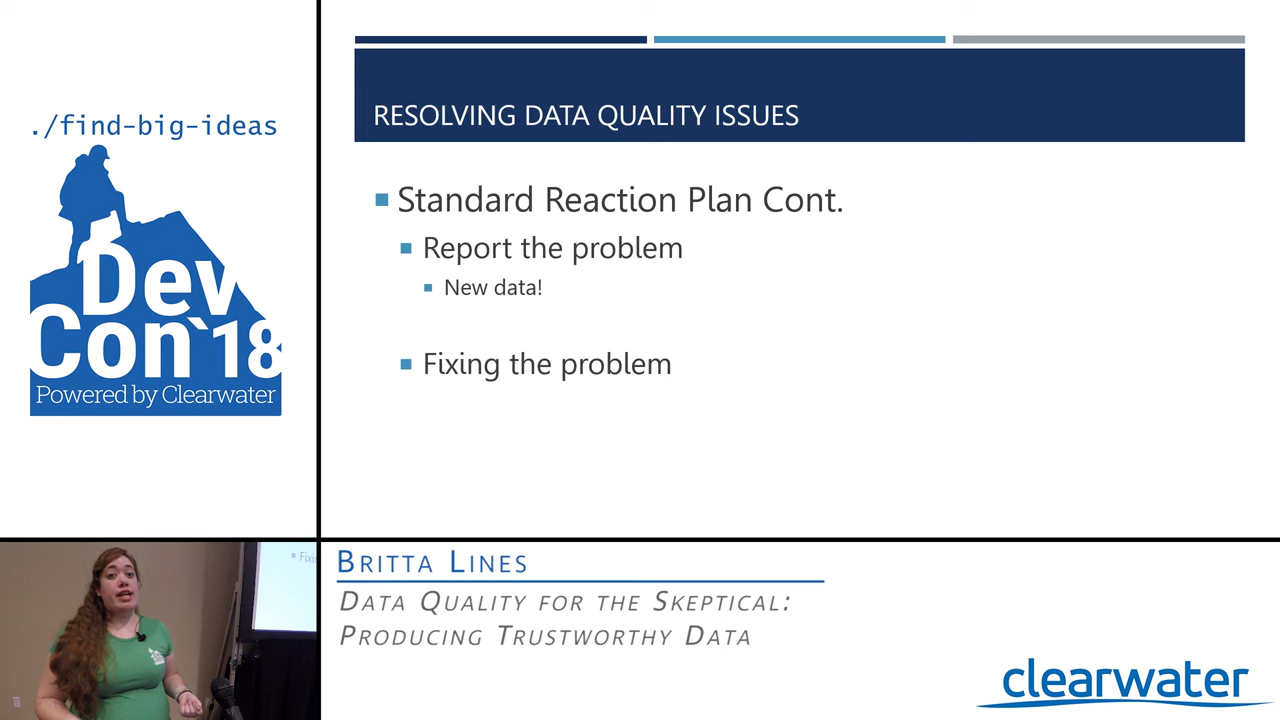 ./find-big-ideas
Dev
Con`18
Powered by Clearwater
RESOLVING DATA QUALITY ISSUES
Standard Reaction Plan Cont.
Report the problem
New data!
Fixing the problem
BRITTA LINES
DATA QUALITY FOR THE SKEPTICAL:
PRODUCING TRUSTWORTHY DATA
clearwater